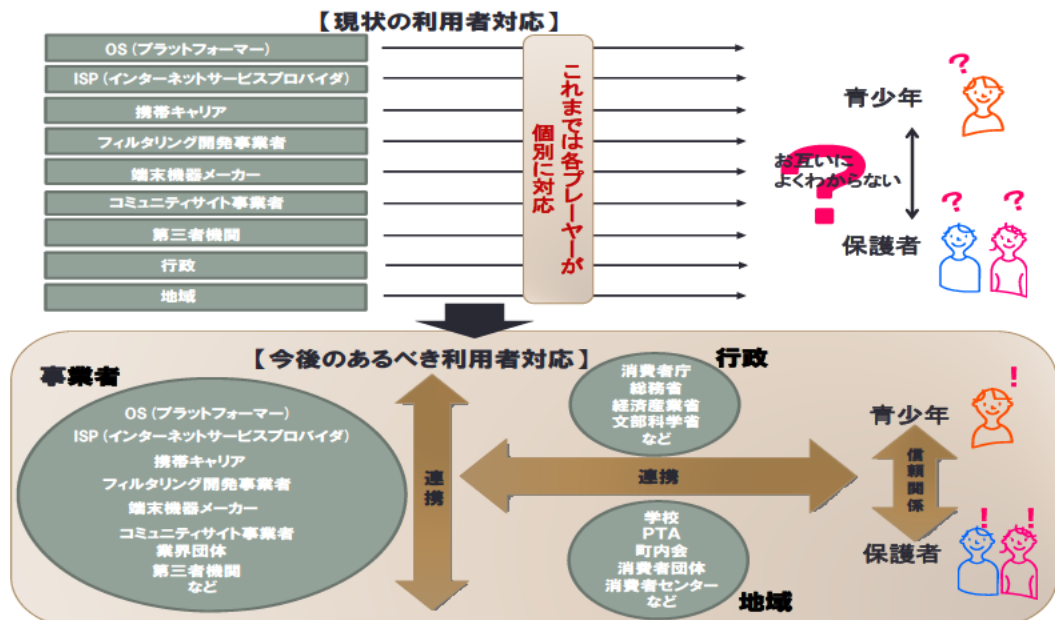 【現状の利用者対応】
OS(プラットフォーマー)
ISP(インターネットサービスプロバイダ)
携帯キャリア
フィルタリング開発事業者
端末機器メーカー
コミュニティサイト事業者
第三者機関
行政
地域
これまでは各プレーヤーが
個別に対応
?
青少年
?
お互いに
よくわからない
?
?
保護者
【今後のあるべき利用者対応】
事業者
OS(プラットフォーマー)
ISP(インターネットサービスプロバイダ)
携帯キャリア
フィルタリング開発事業者
端末機器メーカー
コミュニティサイト事業者
業界団体
第三者機関
など
連携
行政
消費者庁
総務省
経済産業省
文部科学省
など
連携
学校
PTA
町内会
消費者団体
消費者センター
など
地域
!
青少年
信頼関係
!
!
保護者